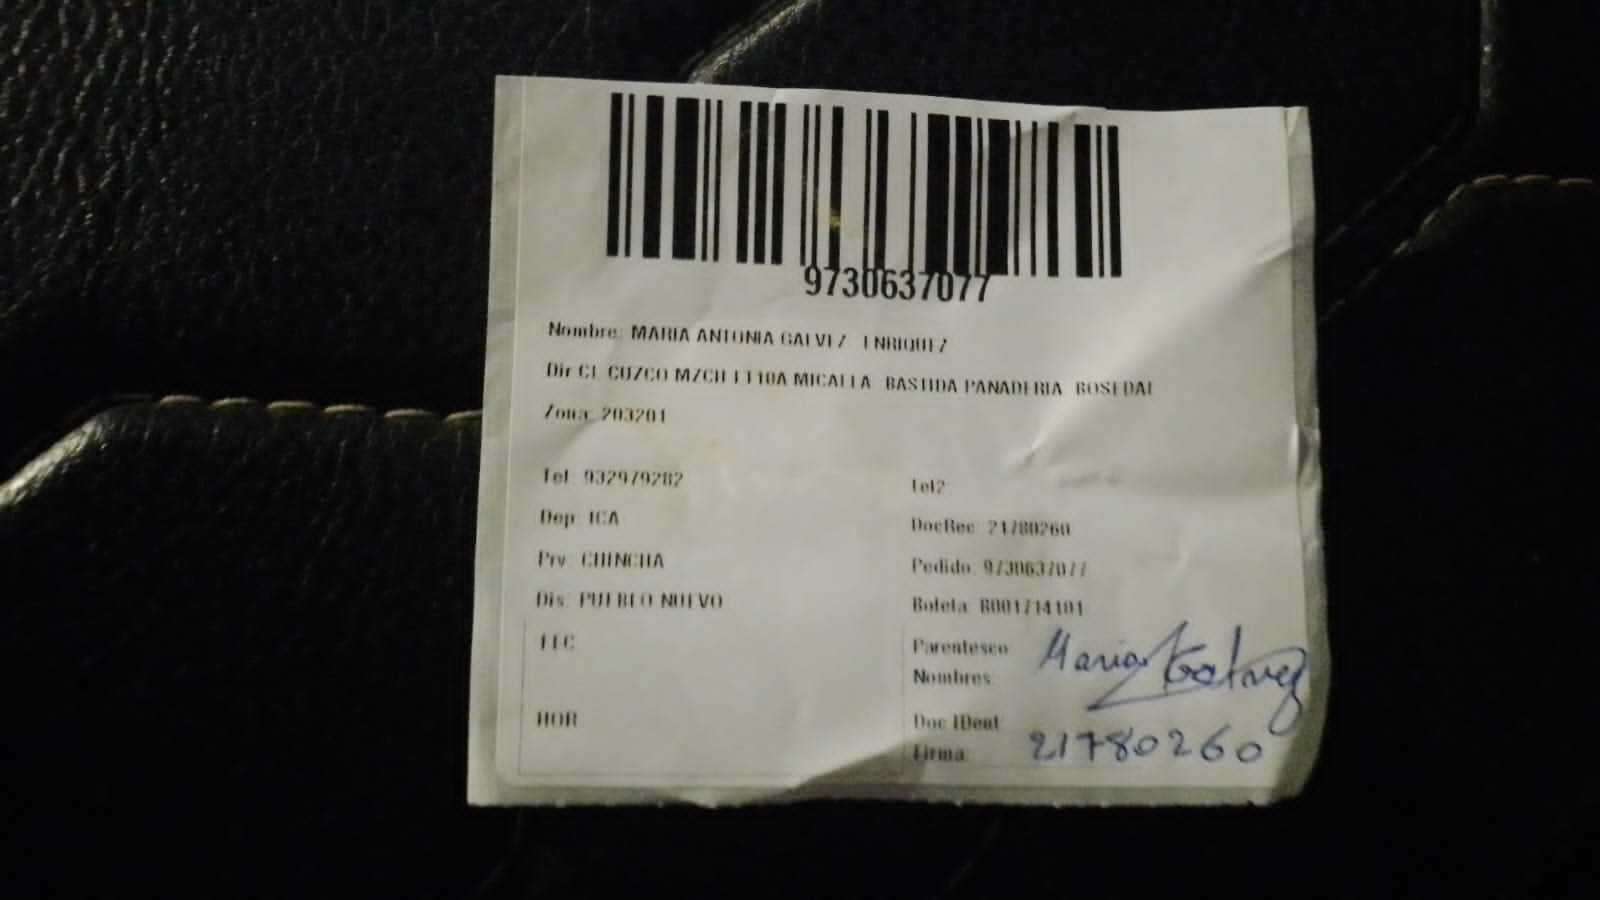 9730637077
Nombre: MARIA ANTONIA GALVEZ ENRIQUEZ
Dir CL CUZCO MZCH LT10A MICAELA BASTIDA PANADERIA ROSEDAL
Zona: 203201
Tel: 932979282
Tel2
Dep: ICA
DocRec: 21780260
Prv: CHINCHA
Pedido: 9730637077
Dis: PUEBLO NUEVO
Boleta: B001714101
FEC
Parentesco
Maria Galvez
Nombres:
HOR
Doc IDent
21780260
Firma: